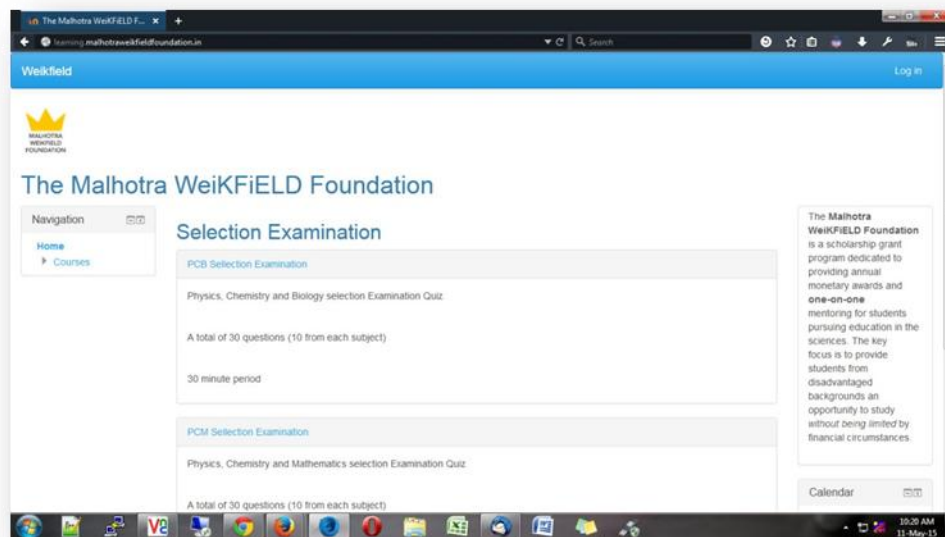 The Malhotra WeiKFiELD F...
learning.malhotraweikfieldfoundation.in
Search
Weikfield
Log in
MALHOTRA
WEIKFIELD
FOUNDATION
The Malhotra WeiKFiELD Foundation
Navigation
Home
Courses
Selection Examination
PCB Sellection Examination
Physics, Chemistry and Biology selection Examination Quiz.
A total of 30 questions (10 from each subject)
30 minute period
PCM Sellection Examination
Physics, Chemistry and Mathematics selection Examination Quiz
A total of 30 questions (10 from each subject)
The Malhotra
WeiKFiELD Foundation
is a scholarship grant
program dedicated to
providing annual
monetary awards and
one-on-one
mentoring for students
pursuing education in the
sciences. The key
focus is to provide
students from
disadvantaged
backgrounds an
opportunity to study
without being limited by
financial circumstances.
Calendar
10:20 AM
11-May-15